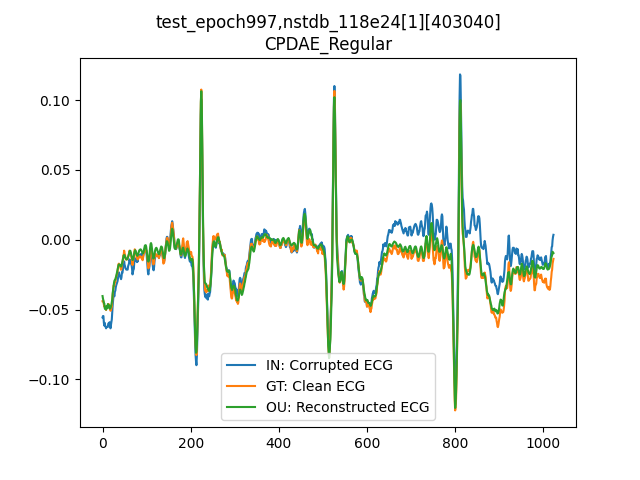 test_epoch997,nstdb_118e24[1][403040]
CPDAE_Regular
0.10
0.05
0.00
−0.05
−0.10
IN: Corrupted ECG
GT: Clean ECG
OU: Reconstructed ECG
0 200 400 600 800 1000